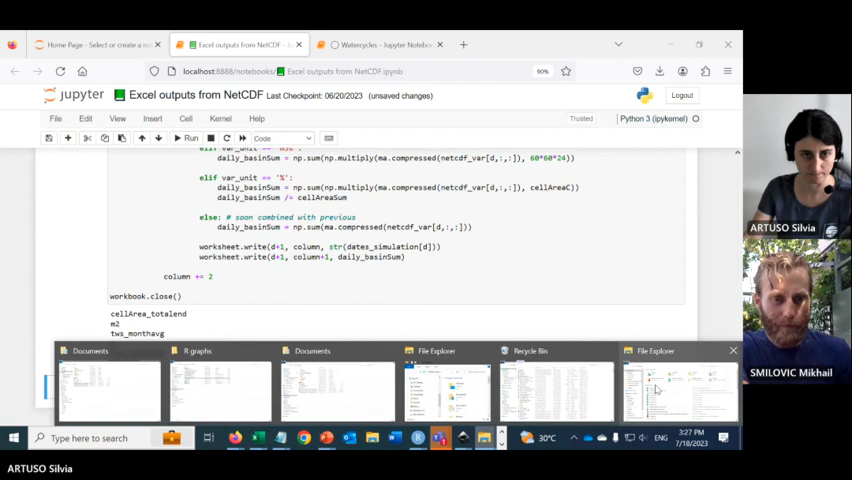 Home Page - Select or create a n
Excel outputs from NetCDF -
Watercycles - Jupyter Notebook
localhost:8888/notebooks/ Excel outputs from NetCDF.ipynb
90%
jupyter
Excel outputs from NetCDF Last Checkpoint: 06/20/2023 (unsaved changes)
Logout
File Edit View Insert Cell Kernel Help
Trusted
Python 3 (ipykernel)
Run
Code
daily_basinSum = np.sum(np.multiply(ma.compressed(netcdf_var[d,:,:]), 60*60*24))
elif var_unit == '%':
daily_basinSum = np.sum(np.multiply(ma.compressed(netcdf_var[d,:,:]), cellAreaC))
daily_basinSum /= cellAreaSum
else: # soon combined with previous
daily_basinSum = np.sum(ma.compressed(netcdf_var[d,:,:]))
worksheet.write(d+1, column, str(dates_simulation[d]))
worksheet.write(d+1, column+1, daily_basinSum)
column += 2
workbook.close()
cellArea_totalend
m2
tws_monthavg
Documents
R graphs
Documents
File Explorer
Recycle Bin
File Explorer
Type here to search
30°C
ENG
3:27 PM
7/18/2023
ARTUSO Silvia
SMILOVIC Mikhail
ARTUSO Silvia